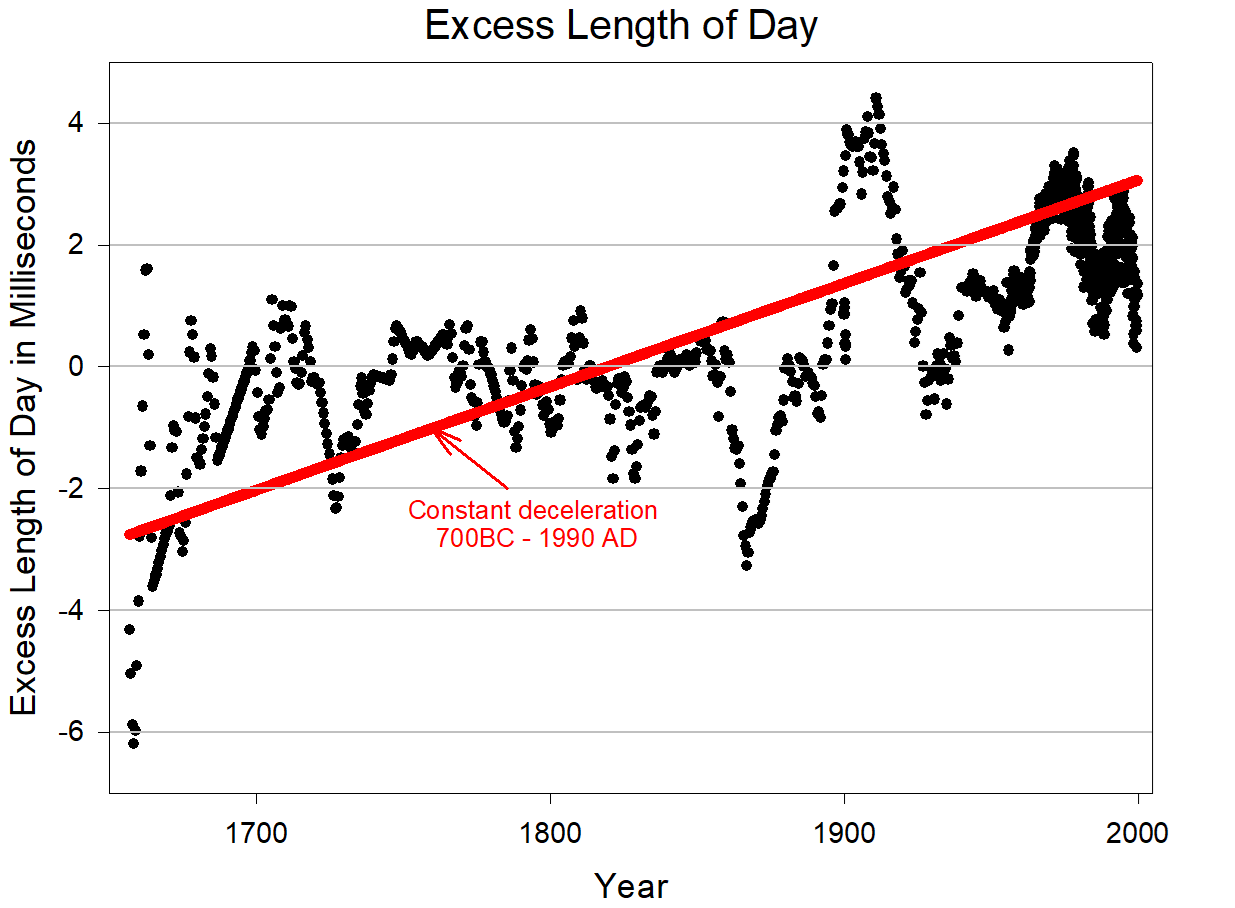 Excess Length of Day
Excess Length of Day in Milliseconds
4
2
0
-2
-4
-6
Constant deceleration
700BC - 1990 AD
1700 1800 1900 2000
Year